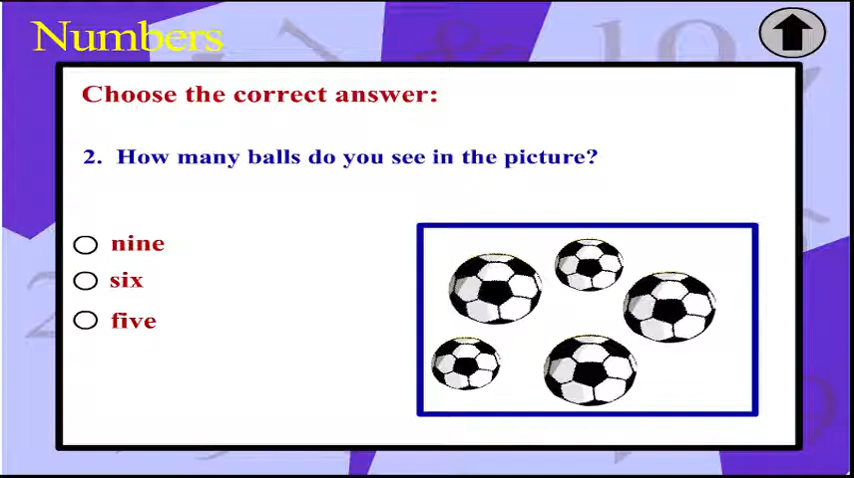 Numbers
Choose the correct answer:
2. How many balls do you see in the picture?
nine
six
five